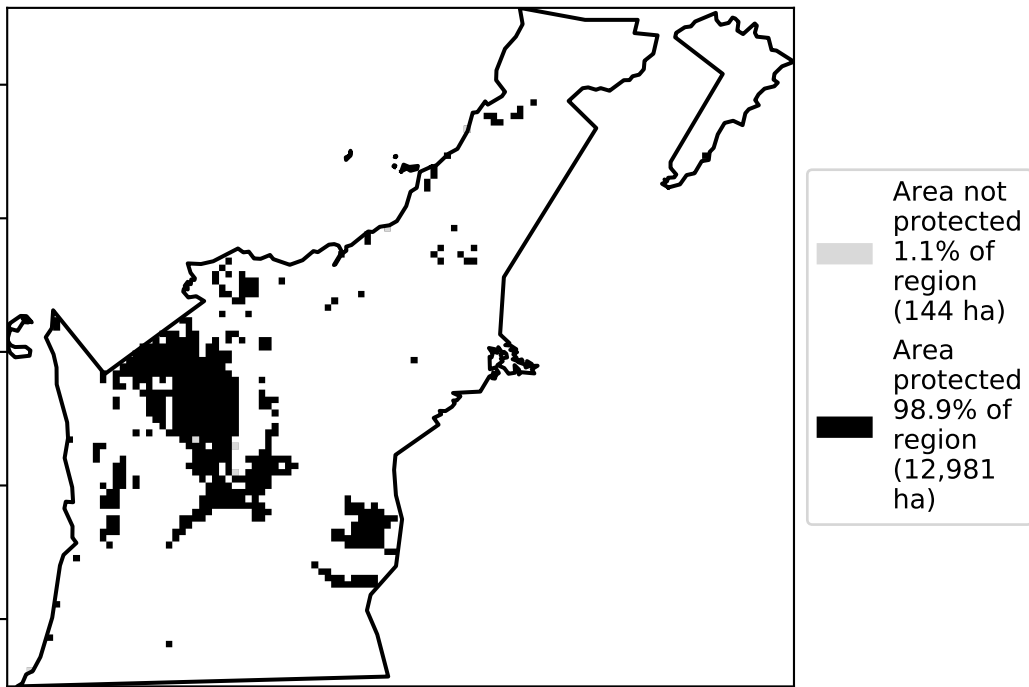 Area not
protected
1.1% of
region
(144 ha)
Area
protected
98.9% of
region
(12,981
ha)